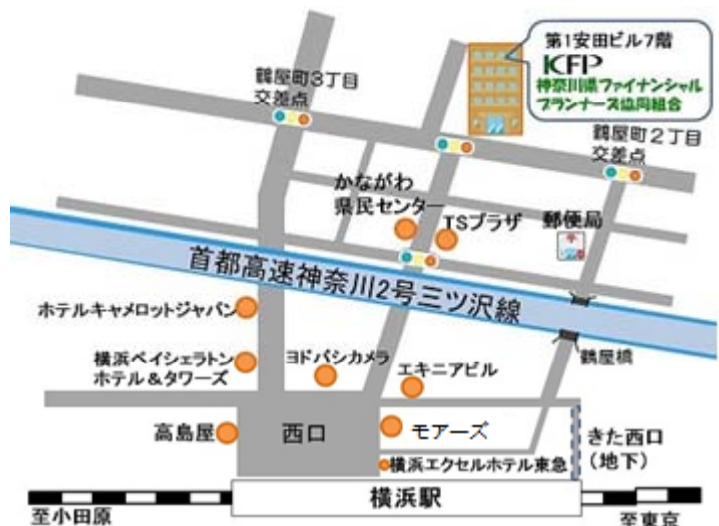 第1安田ビル7階
KFP
神奈川県ファイナンシャル
プランナーズ協同組合
鶴屋町3丁目
交差点
鶴屋町2丁目
交差点
かながわ
県民センター
TSプラザ
郵便局
首都高速神奈川2号三ツ沢線
ホテルキャメロットジャパン
横浜ベイシェラトン
ホテル&タワーズ
ヨドバシカメラ
エキニアビル
鶴屋橋
高島屋
西口
モアーズ
きた西口
(地下)
横浜エクセルホテル東急
横浜駅
至小田原
至東京